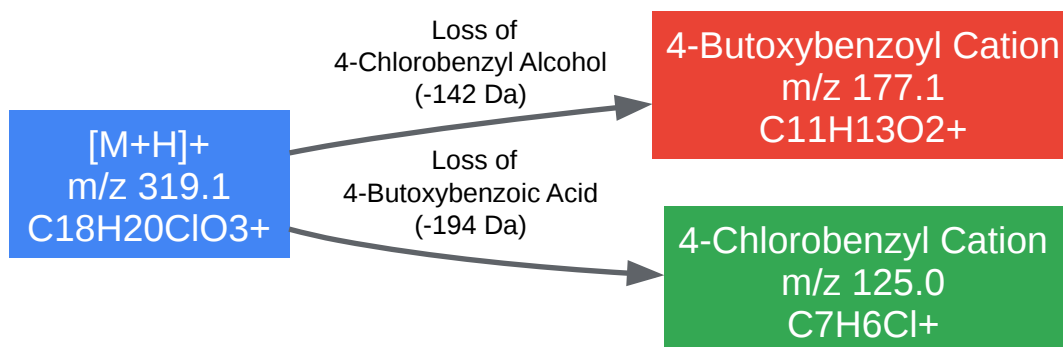 [M+H]+
m/z 319.1
C18H20ClO3+
Loss of
4-Chlorobenzyl Alcohol
(-142 Da)
Loss of
4-Butoxybenzoic Acid
(-194 Da)
4-Butoxybenzoyl Cation
m/z 177.1
C11H13O2+
4-Chlorobenzyl Cation
m/z 125.0
C7H6Cl+